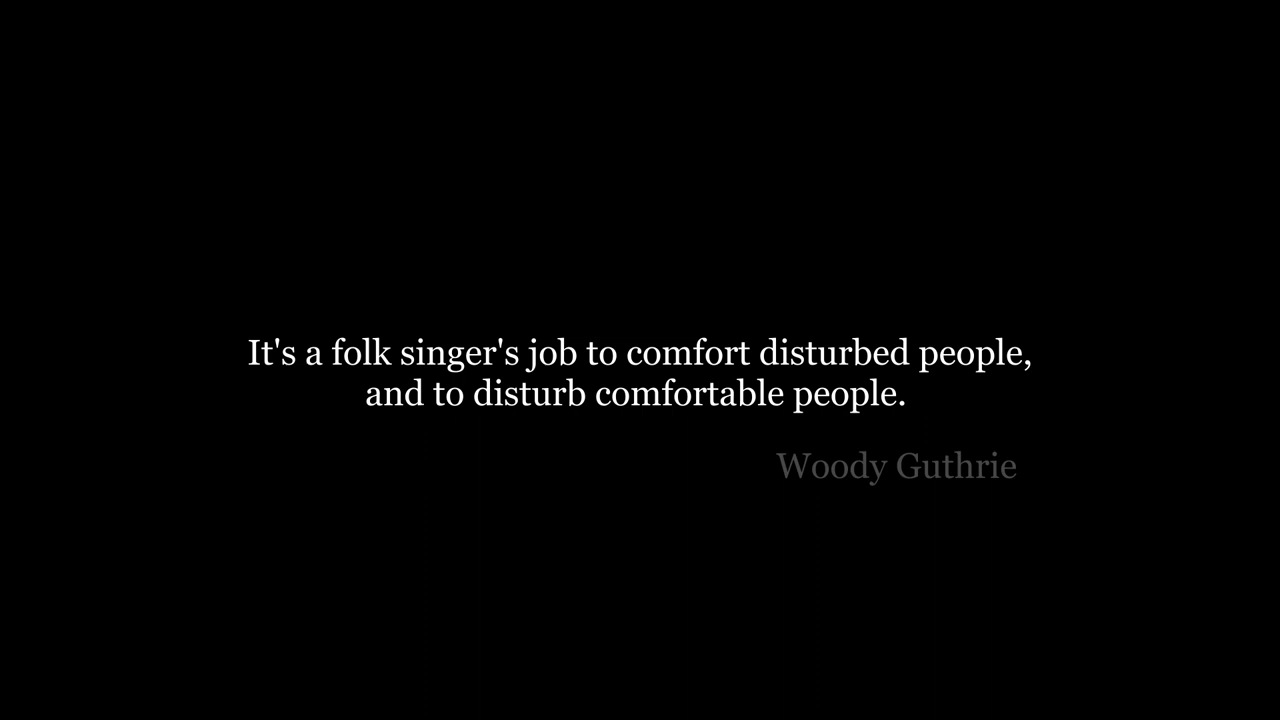 It's a folk singer's job to comfort disturbed people,
and to disturb comfortable people.
Woody Guthrie